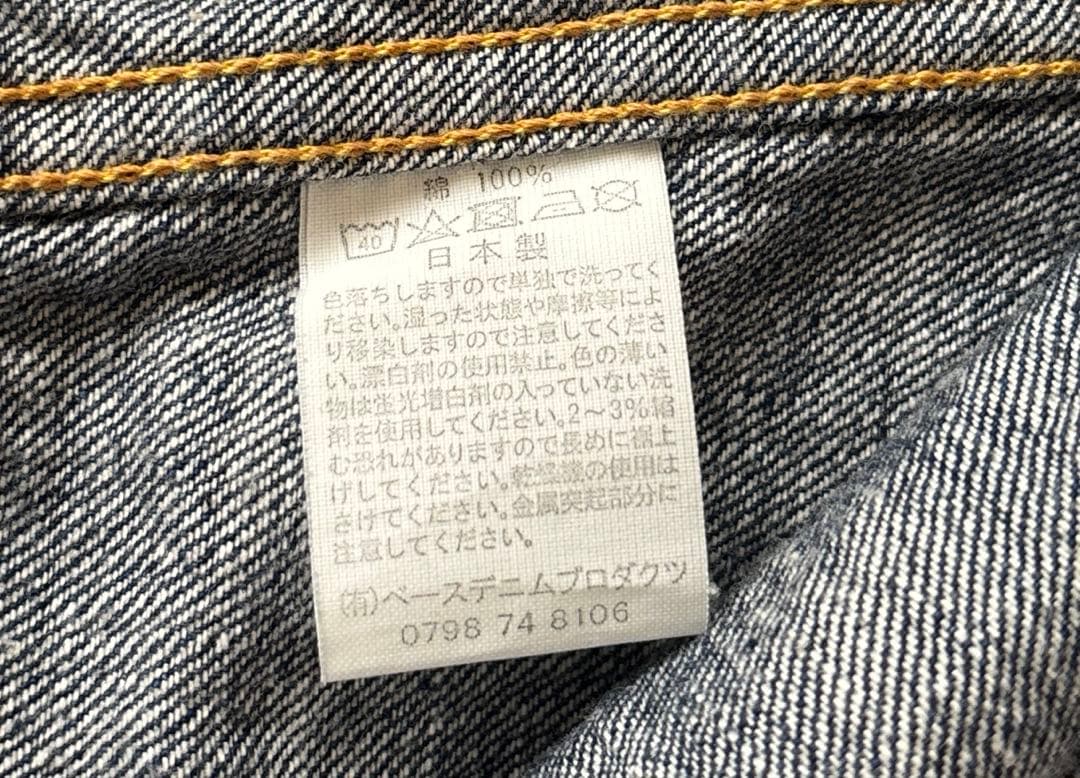 綿 100%
40
日本製
色落ちしますので単独で洗ってく
ださい。湿った状態や摩擦等によ
り移染しますので注意してくださ
い。漂白剤の使用禁止。色の薄い
物は蛍光増白剤の入っていない洗
剤を使用してください。2〜3%縮
む恐れがありますので長めに裾上
げしてください。乾燥機の使用は
さけてください。金属突起部分に
注意してください。
(有)ベースデニムプロダクツ
0798 74 8106